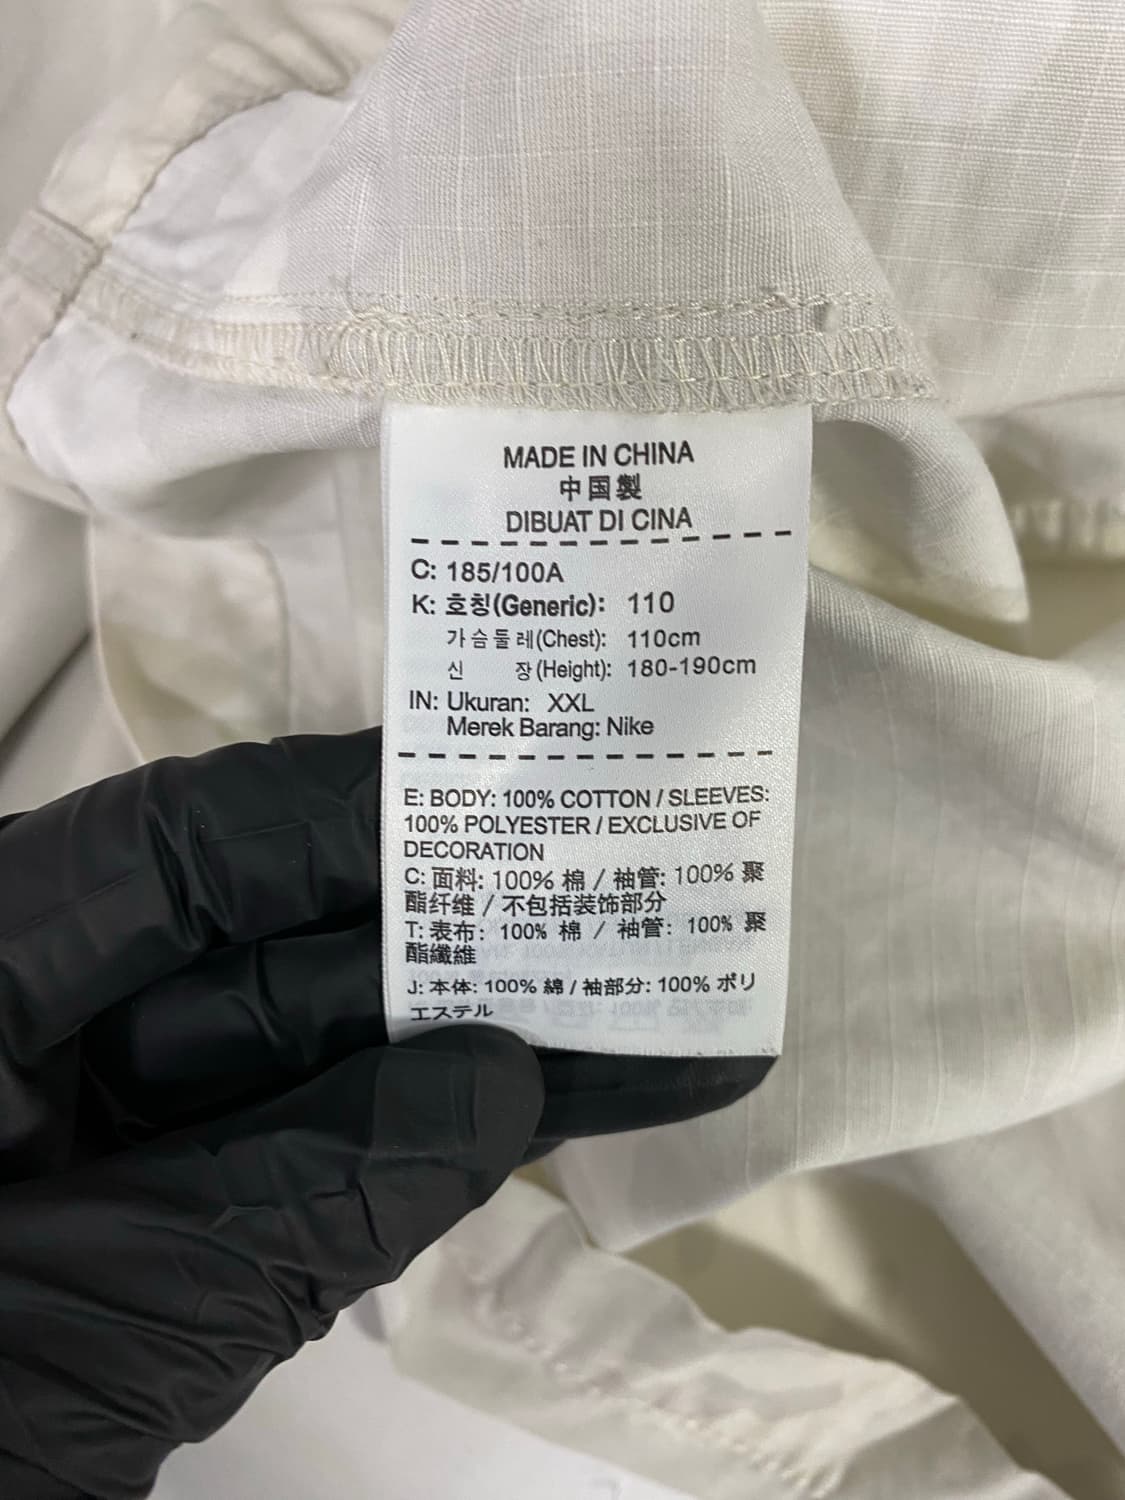 MADE IN CHINA
中国製
DIBUAT DI CINA
C: 185/100A
K: 호칭(Generic): 110
가슴둘레(Chest): 110cm
신 장(Height): 180-190cm
IN: Ukuran: XXL
Merek Barang: Nike
E: BODY: 100% COTTON / SLEEVES:
100% POLYESTER / EXCLUSIVE OF
DECORATION
C: 面料: 100% 棉 / 袖管: 100% 聚
酯纤维 / 不包括装饰部分
T: 表布: 100% 棉 / 袖管: 100% 聚
酯纖維
J: 本体: 100% 綿 / 袖部分: 100% ポリ
エステル